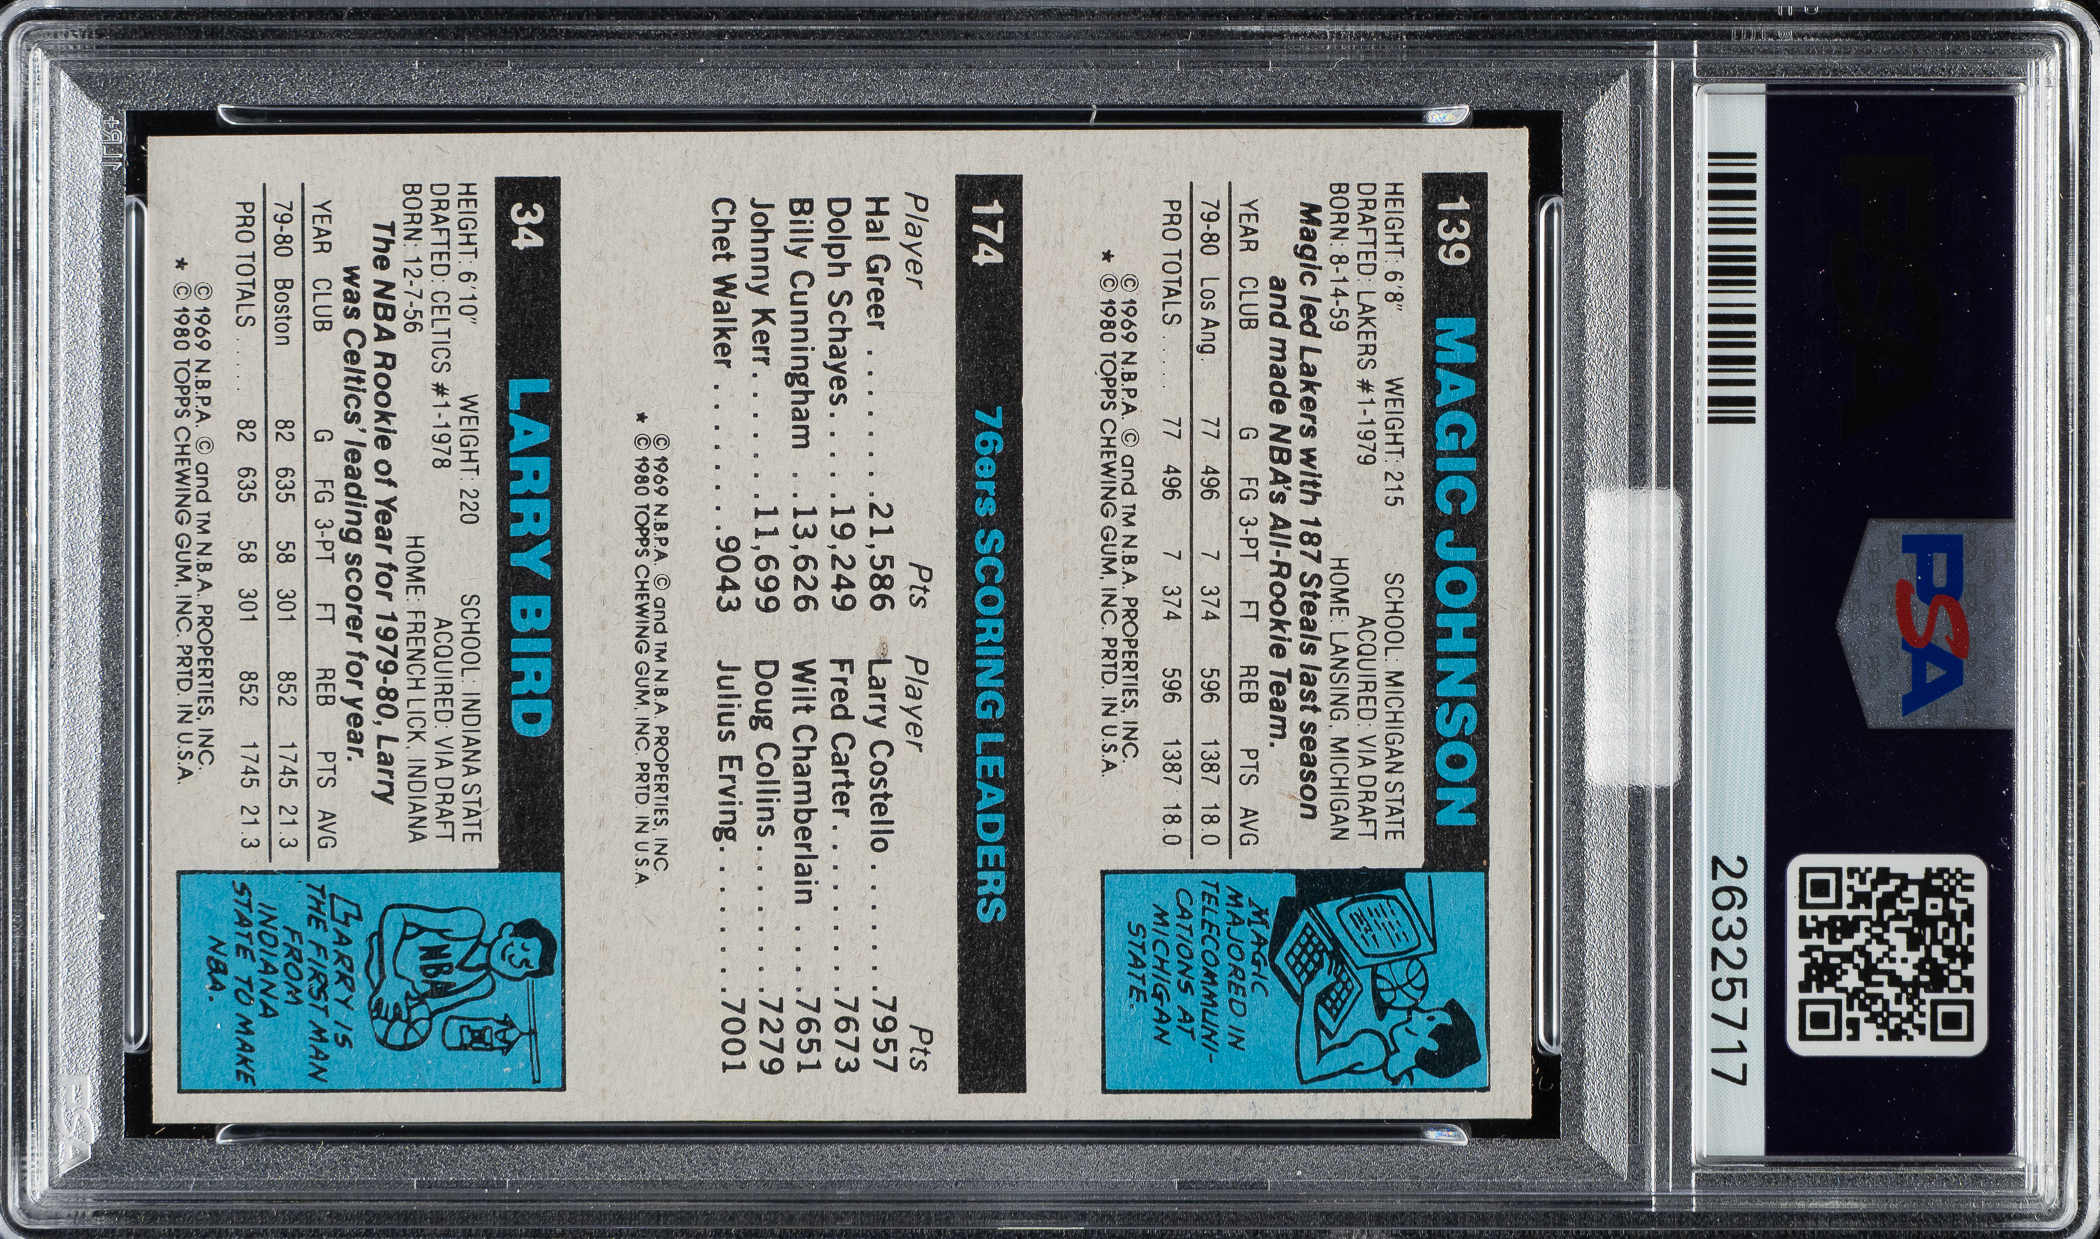 PSA
26325717
139 MAGIC JOHNSON
HEIGHT: 6'8" WEIGHT: 215 SCHOOL: MICHIGAN STATE
DRAFTED: LAKERS #1-1979 ACQUIRED: VIA DRAFT
BORN: 8-14-59 HOME: LANSING, MICHIGAN
Magic led Lakers with 187 Steals last season
and made NBA's All-Rookie Team.
YEAR CLUB G FG 3-PT FT REB PTS AVG
79-80 Los Ang. 77 496 7 374 596 1387 18.0
PRO TOTALS ..... 77 496 7 374 596 1387 18.0
© 1969 N.B.P.A. © and TM N.B.A. PROPERTIES, INC.
* © 1980 TOPPS CHEWING GUM, INC. PRTD. IN U.S.A.
MAGIC
MAJORED IN
TELECOMMUNI-
CATIONS AT
MICHIGAN
STATE.
174 76ers SCORING LEADERS
Player Pts Player Pts
Hal Greer . . . . . . . .21,586 Larry Costello . . . . . . .7957
Dolph Schayes. . . . .19,249 Fred Carter. . . . . . . . .7673
Billy Cunningham . .13,626 Wilt Chamberlain . . . .7651
Johnny Kerr. . . . . . .11,699 Doug Collins . . . . . . . .7279
Chet Walker . . . . . . . .9043 Julius Erving. . . . . . . .7001
© 1969 N.B.P.A. © and TM N.B.A. PROPERTIES, INC.
* © 1980 TOPPS CHEWING GUM, INC. PRTD. IN U.S.A.
34 LARRY BIRD
HEIGHT: 6'10" WEIGHT: 220 SCHOOL: INDIANA STATE
DRAFTED: CELTICS #1-1978 ACQUIRED: VIA DRAFT
BORN: 12-7-56 HOME: FRENCH LICK, INDIANA
The NBA Rookie of Year for 1979-80, Larry
was Celtics' leading scorer for year.
YEAR CLUB G FG 3-PT FT REB PTS AVG
79-80 Boston 82 635 58 301 852 1745 21.3
PRO TOTALS .... 82 635 58 301 852 1745 21.3
© 1969 N.B.P.A. © and TM N.B.A. PROPERTIES, INC.
* © 1980 TOPPS CHEWING GUM, INC. PRTD. IN U.S.A.
NBA
LARRY IS
THE FIRST MAN
FROM
INDIANA
STATE TO MAKE
NBA.
PSA